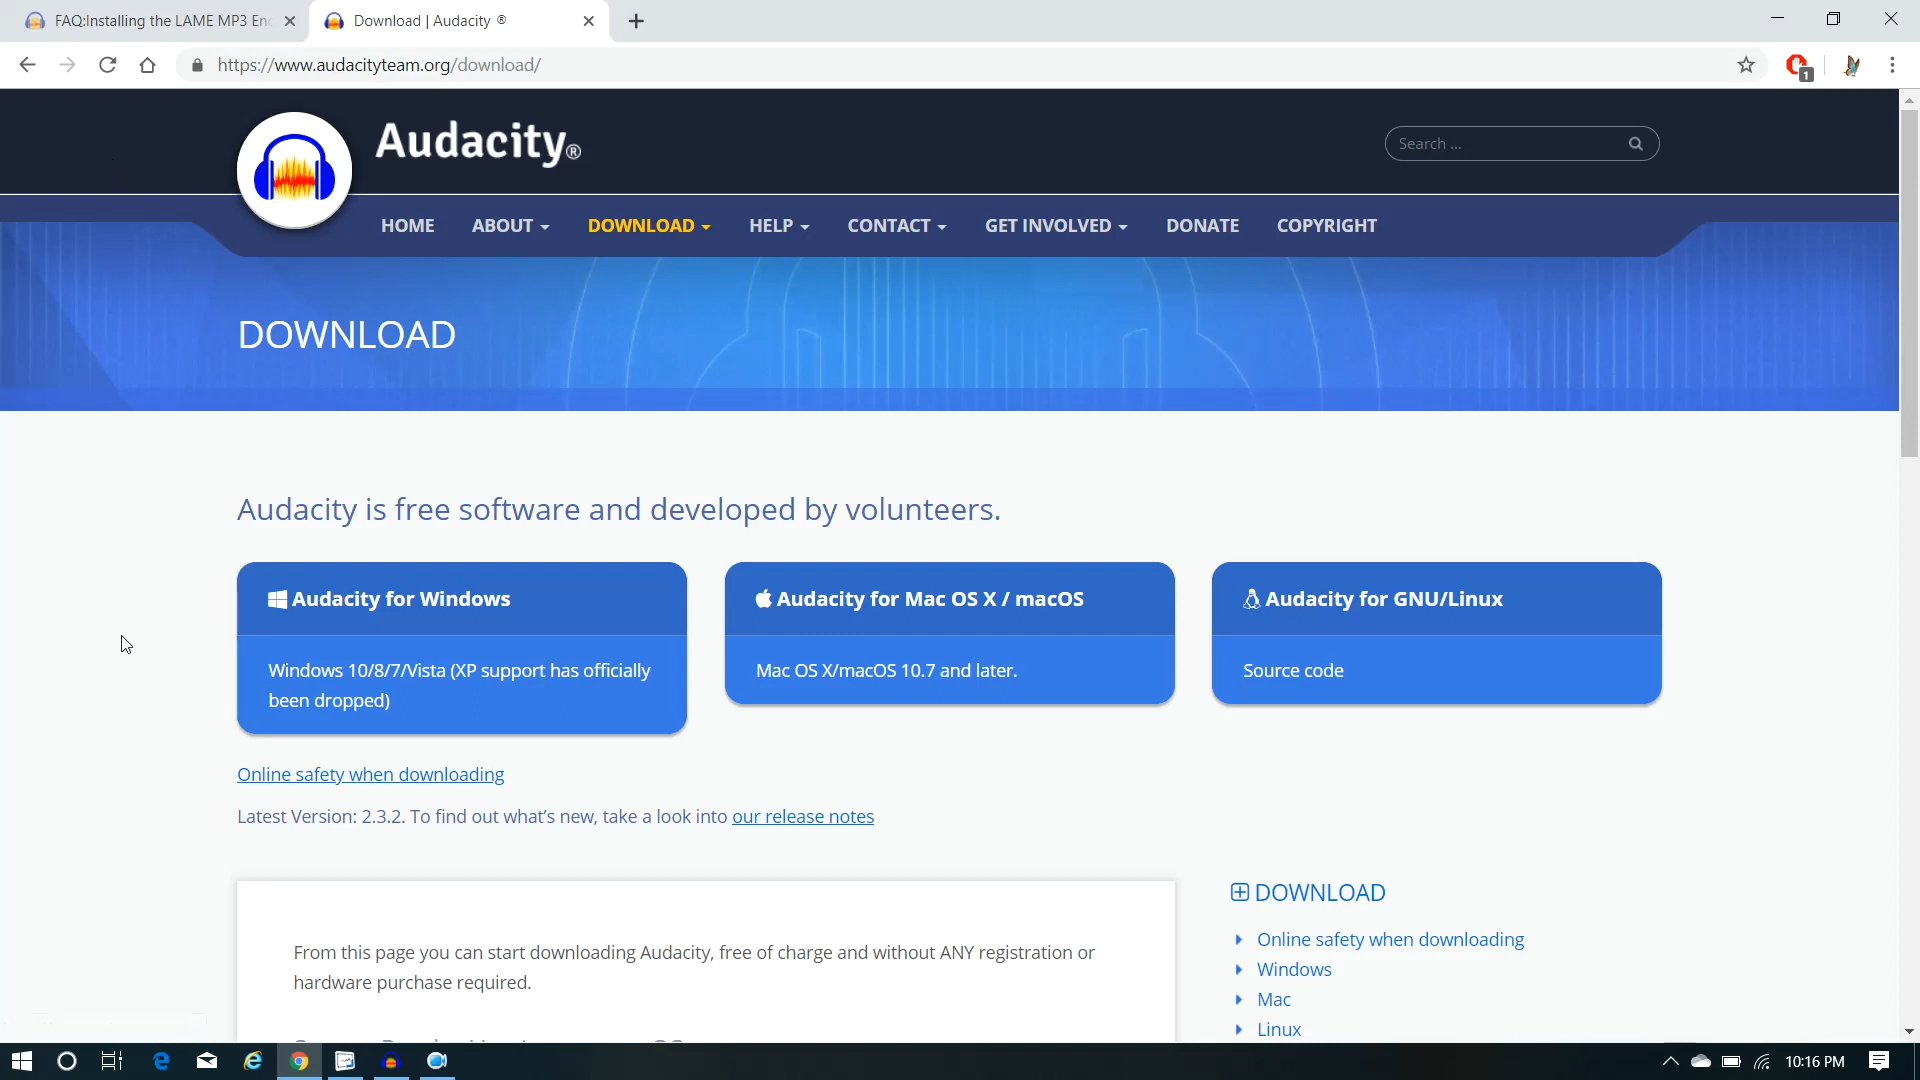 FAQ:Installing the LAME MP3 Enc
Download | Audacity ®
https://www.audacityteam.org/download/
1
Audacity®
Search ...
HOME ABOUT DOWNLOAD HELP CONTACT GET INVOLVED DONATE COPYRIGHT
DOWNLOAD
Audacity is free software and developed by volunteers.
Audacity for Windows
Windows 10/8/7/Vista (XP support has officially
been dropped)
Audacity for Mac OS X / macOS
Mac OS X/macOS 10.7 and later.
Audacity for GNU/Linux
Source code
Online safety when downloading
Latest Version: 2.3.2. To find out what’s new, take a look into our release notes
From this page you can start downloading Audacity, free of charge and without ANY registration or
hardware purchase required.
DOWNLOAD
Online safety when downloading
Windows
Mac
Linux
10:16 PM